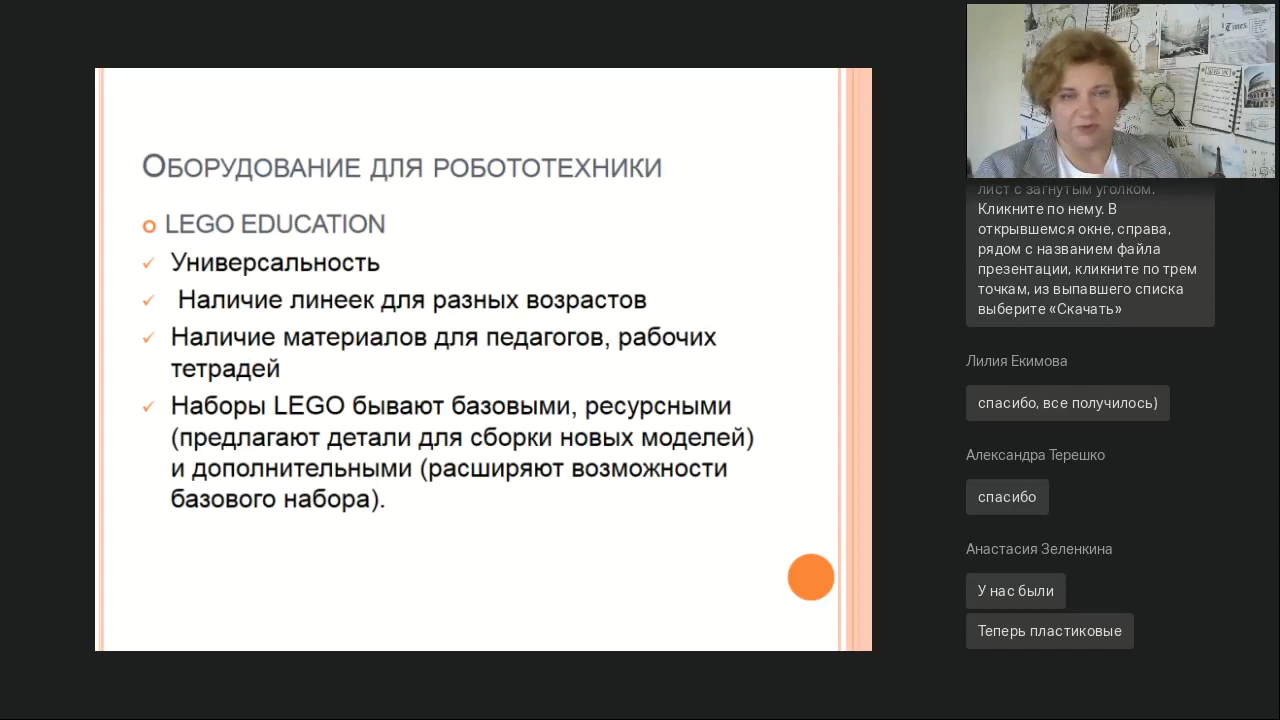 Оборудование для робототехники
LEGO EDUCATION
Универсальность
Наличие линеек для разных возрастов
Наличие материалов для педагогов, рабочих
тетрадей
Наборы LEGO бывают базовыми, ресурсными
(предлагают детали для сборки новых моделей)
и дополнительными (расширяют возможности
базового набора).
Times
лист с загнутым уголком.
Кликните по нему. В
открывшемся окне, справа,
рядом с названием файла
презентации, кликните по трем
точкам, из выпавшего списка
выберите «Скачать»
Лилия Екимова
спасибо, все получилось)
Александра Терешко
спасибо
Анастасия Зеленкина
У нас были
Теперь пластиковые